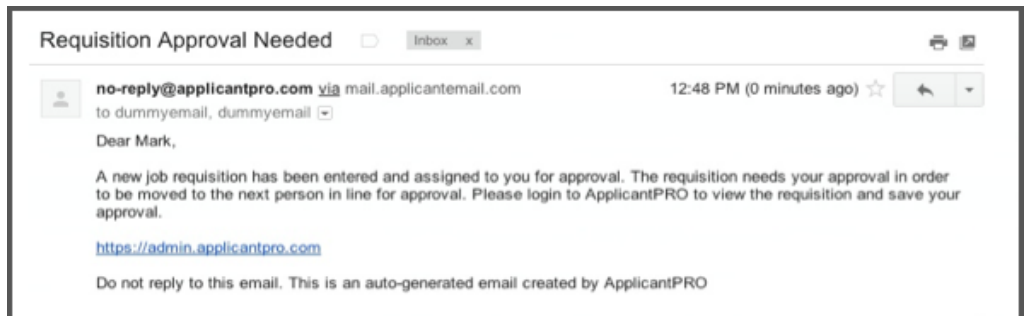 Requisition Approval Needed Inbox x
no-reply@applicantpro.com via mail.applicantemail.com 12:48 PM (0 minutes ago)
to dummyemail, dummyemail
Dear Mark,
A new job requisition has been entered and assigned to you for approval. The requisition needs your approval in order
to be moved to the next person in line for approval. Please login to ApplicantPRO to view the requisition and save your
approval.
https://admin.applicantpro.com
Do not reply to this email. This is an auto-generated email created by ApplicantPRO